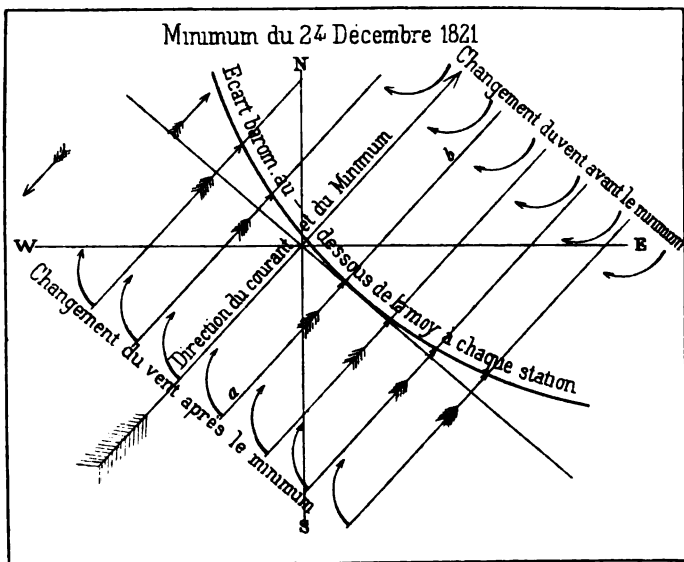 Minimum du 24 Décembre 1821
N
Ecart barom. au-dessous de la moy. à chaque station
Changement du vent avant le minimum
b
Direction du courant et du Minimum
W
E
Changement du vent après le minimum
a
S